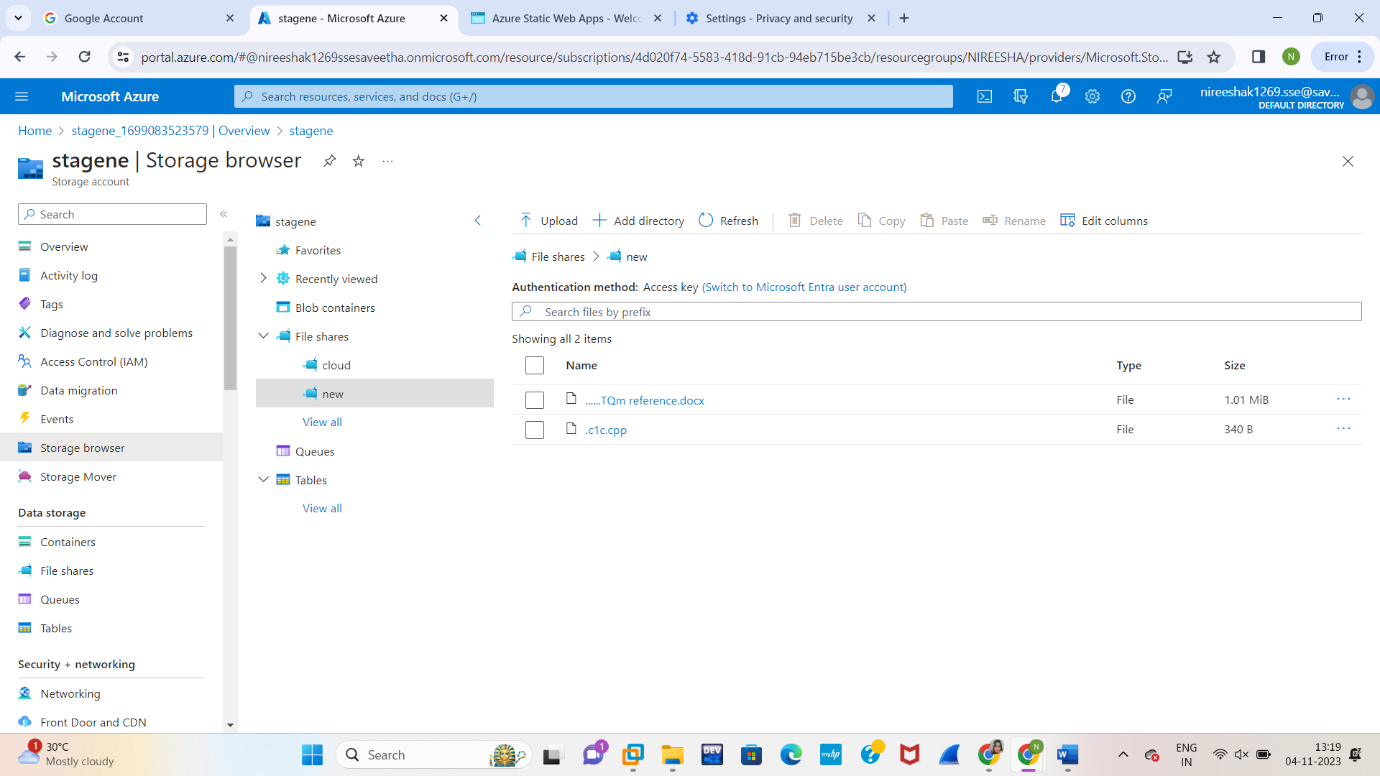 Google Account
stagene - Microsoft Azure
Azure Static Web Apps - Welco
Settings - Privacy and security
portal.azure.com/#@nireeshak1269ssesaveetha.onmicrosoft.com/resource/subscriptions/4d020f74-5583-418d-91cb-94eb715be3cb/resourcegroups/NIREESHA/providers/Microsoft.Sto...
N
Error
Microsoft Azure
Search resources, services, and docs (G+/)
7
nireeshak1269.sse@sav...
DEFAULT DIRECTORY
Home > stagene_1699083523579 | Overview > stagene
stagene | Storage browser
Storage account
Search
Overview
Activity log
Tags
Diagnose and solve problems
Access Control (IAM)
Data migration
Events
Storage browser
Storage Mover
Data storage
Containers
File shares
Queues
Tables
Security + networking
Networking
Front Door and CDN
stagene
Favorites
Recently viewed
Blob containers
File shares
cloud
new
View all
Queues
Tables
View all
Upload Add directory Refresh Delete Copy Paste Rename Edit columns
File shares > new
Authentication method: Access key (Switch to Microsoft Entra user account)
Search files by prefix
Showing all 2 items
Name Type Size
......TQm reference.docx File 1.01 MiB ...
.c1c.cpp File 340 B ...
1
30°C
Mostly cloudy
Search
1
DEV
myhp
N
W
ENG
IN
13:19
04-11-2023